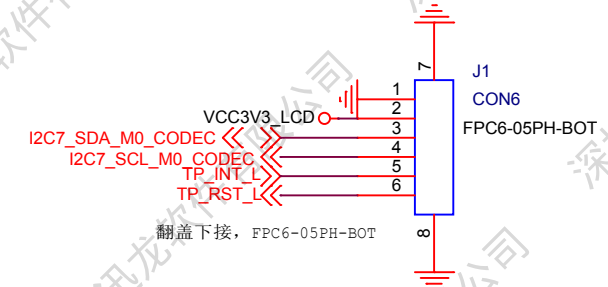 7
J1
1
CON6
VCC3V3_LCD
2
FPC6-05PH-BOT
I2C7_SDA_M0_CODEC
3
I2C7_SCL_M0_CODEC
4
TP_INT_L
5
TP_RST_L
6
翻盖下接，FPC6-05PH-BOT
8